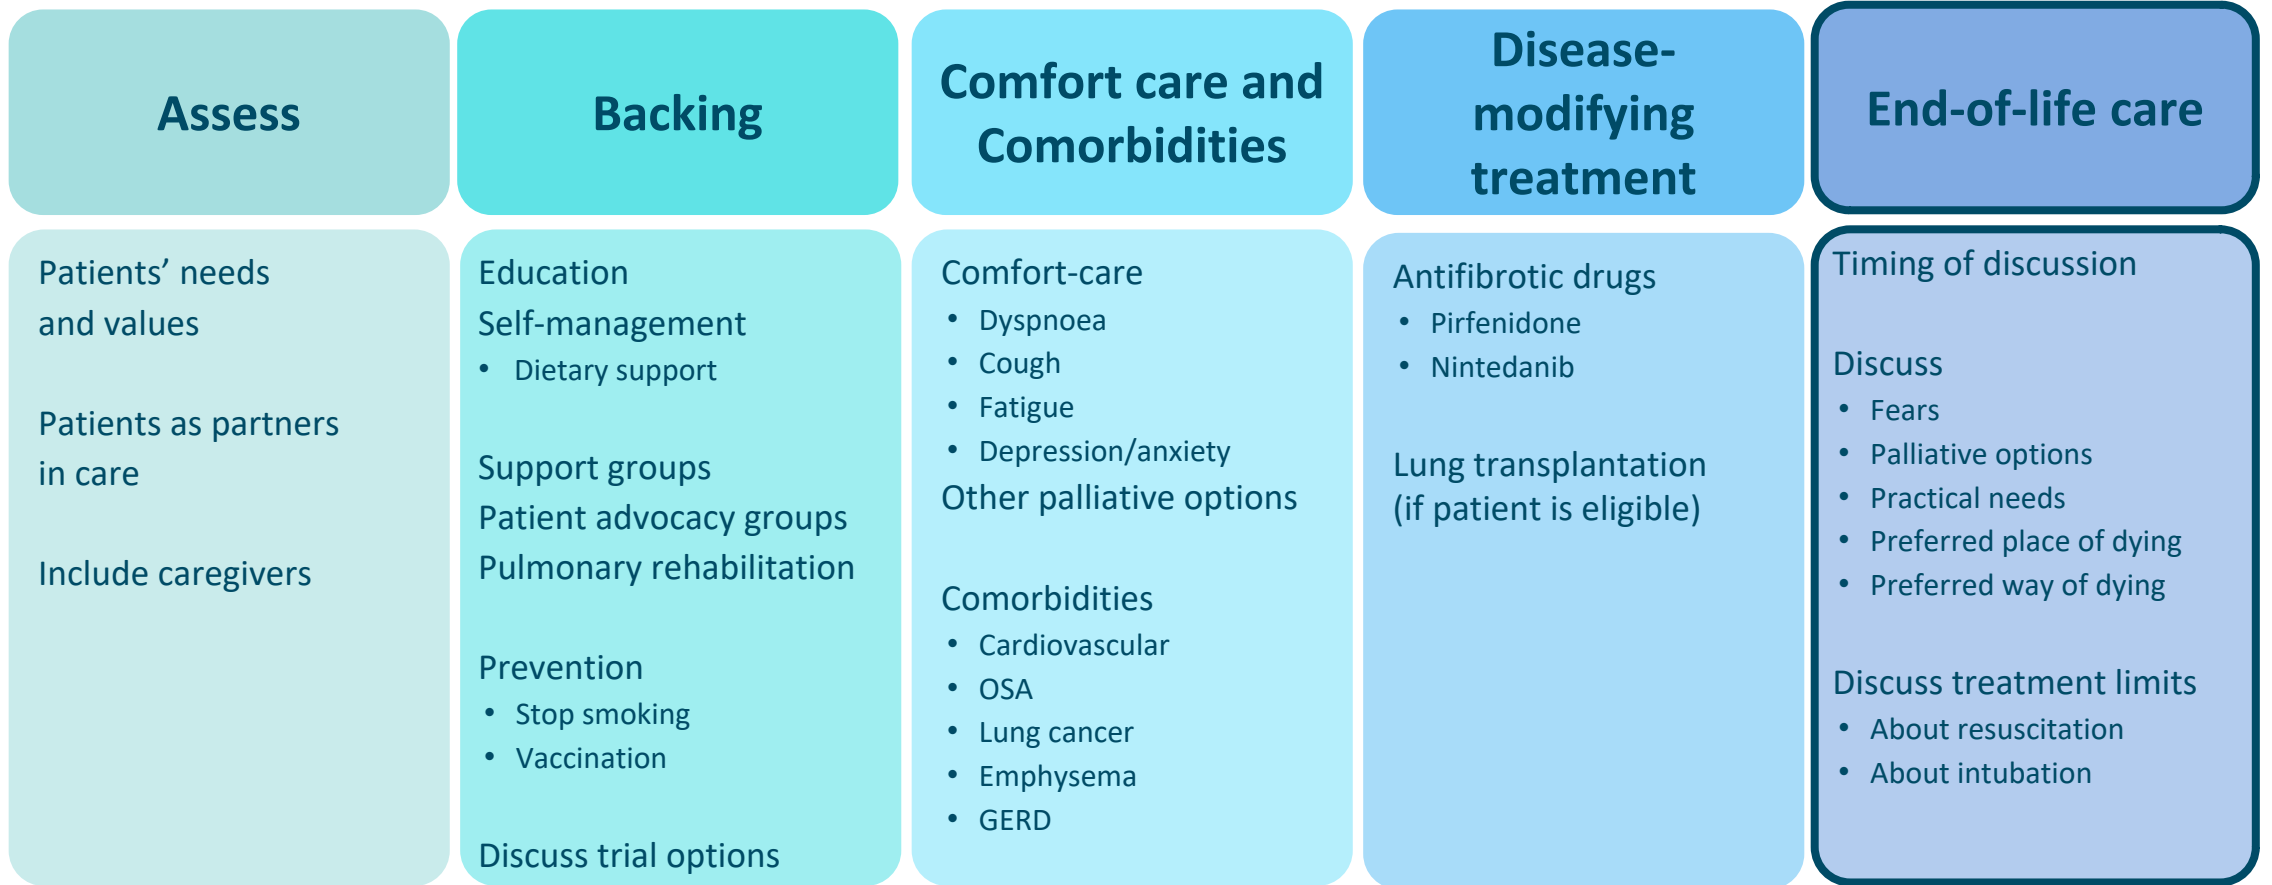 Assess
Patients’ needs
and values
Patients as partners
in care
Include caregivers
Backing
Education
Self-management
• Dietary support
Support groups
Patient advocacy groups
Pulmonary rehabilitation
Prevention
• Stop smoking
• Vaccination
Discuss trial options
Comfort care and
Comorbidities
Comfort-care
• Dyspnoea
• Cough
• Fatigue
• Depression/anxiety
Other palliative options
Comorbidities
• Cardiovascular
• OSA
• Lung cancer
• Emphysema
• GERD
Disease-
modifying
treatment
Antifibrotic drugs
• Pirfenidone
• Nintedanib
Lung transplantation
(if patient is eligible)
End-of-life care
Timing of discussion
Discuss
• Fears
• Palliative options
• Practical needs
• Preferred place of dying
• Preferred way of dying
Discuss treatment limits
• About resuscitation
• About intubation